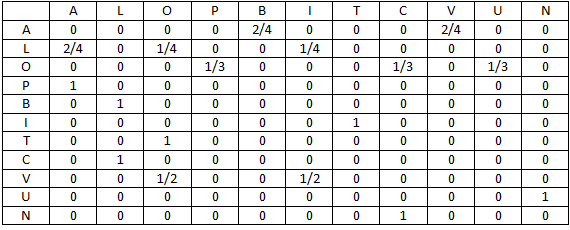 A L O P B I T C V U N
A 0 0 0 0 2/4 0 0 0 2/4 0 0
L 2/4 0 1/4 0 0 1/4 0 0 0 0 0
O 0 0 0 1/3 0 0 0 1/3 0 1/3 0
P 1 0 0 0 0 0 0 0 0 0 0
B 0 1 0 0 0 0 0 0 0 0 0
I 0 0 0 0 0 0 1 0 0 0 0
T 0 0 1 0 0 0 0 0 0 0 0
C 0 1 0 0 0 0 0 0 0 0 0
V 0 0 1/2 0 0 1/2 0 0 0 0 0
U 0 0 0 0 0 0 0 0 0 0 1
N 0 0 0 0 0 0 0 1 0 0 0